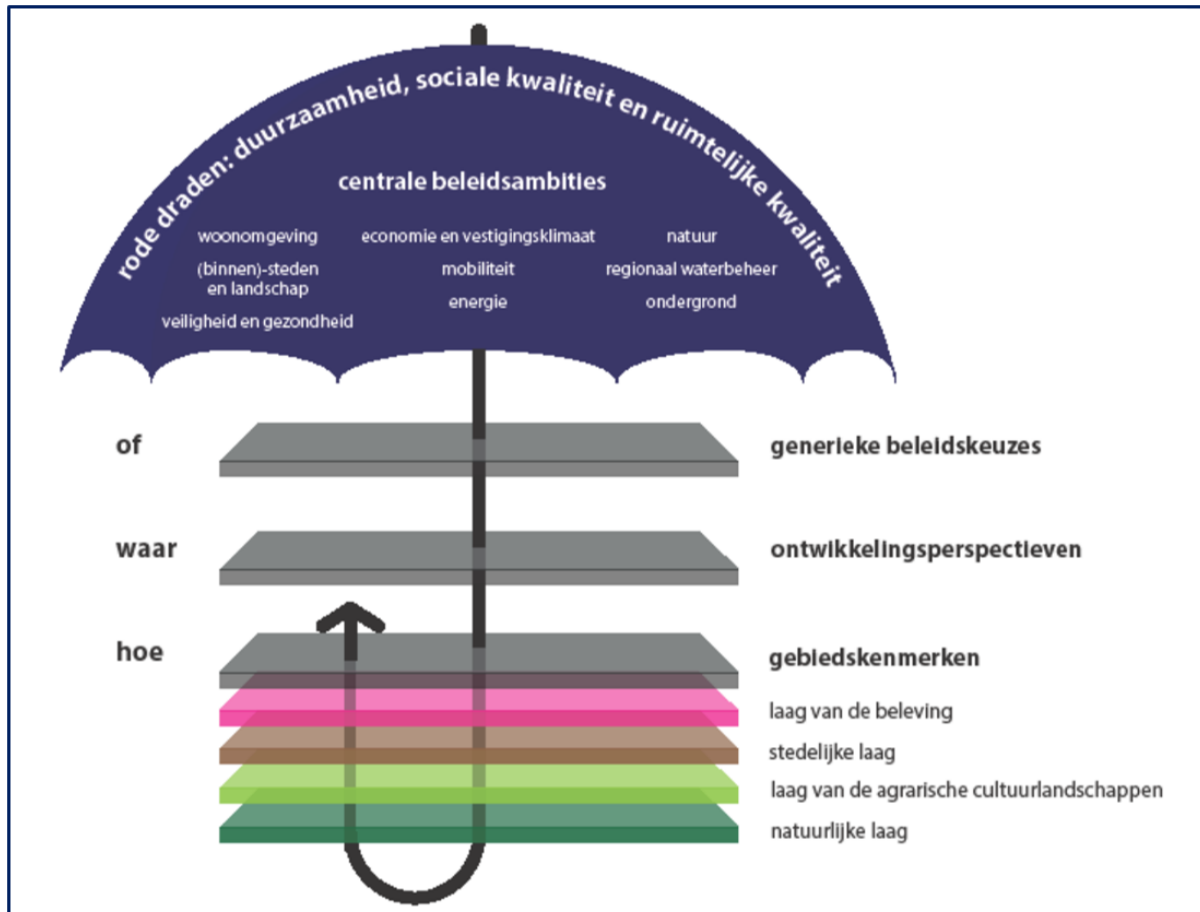 rode draden: duurzaamheid, sociale kwaliteit en ruimtelijke kwaliteit
centrale beleidsambities
woonomgeving
(binnen)-steden
en landschap
veiligheid en gezondheid
economie en vestigingsklimaat
mobiliteit
energie
natuur
regionaal waterbeheer
ondergrond
of
generieke beleidskeuzes
waar
ontwikkelingsperspectieven
hoe
gebiedskenmerken
laag van de beleving
stedelijke laag
laag van de agrarische cultuurlandschappen
natuurlijke laag